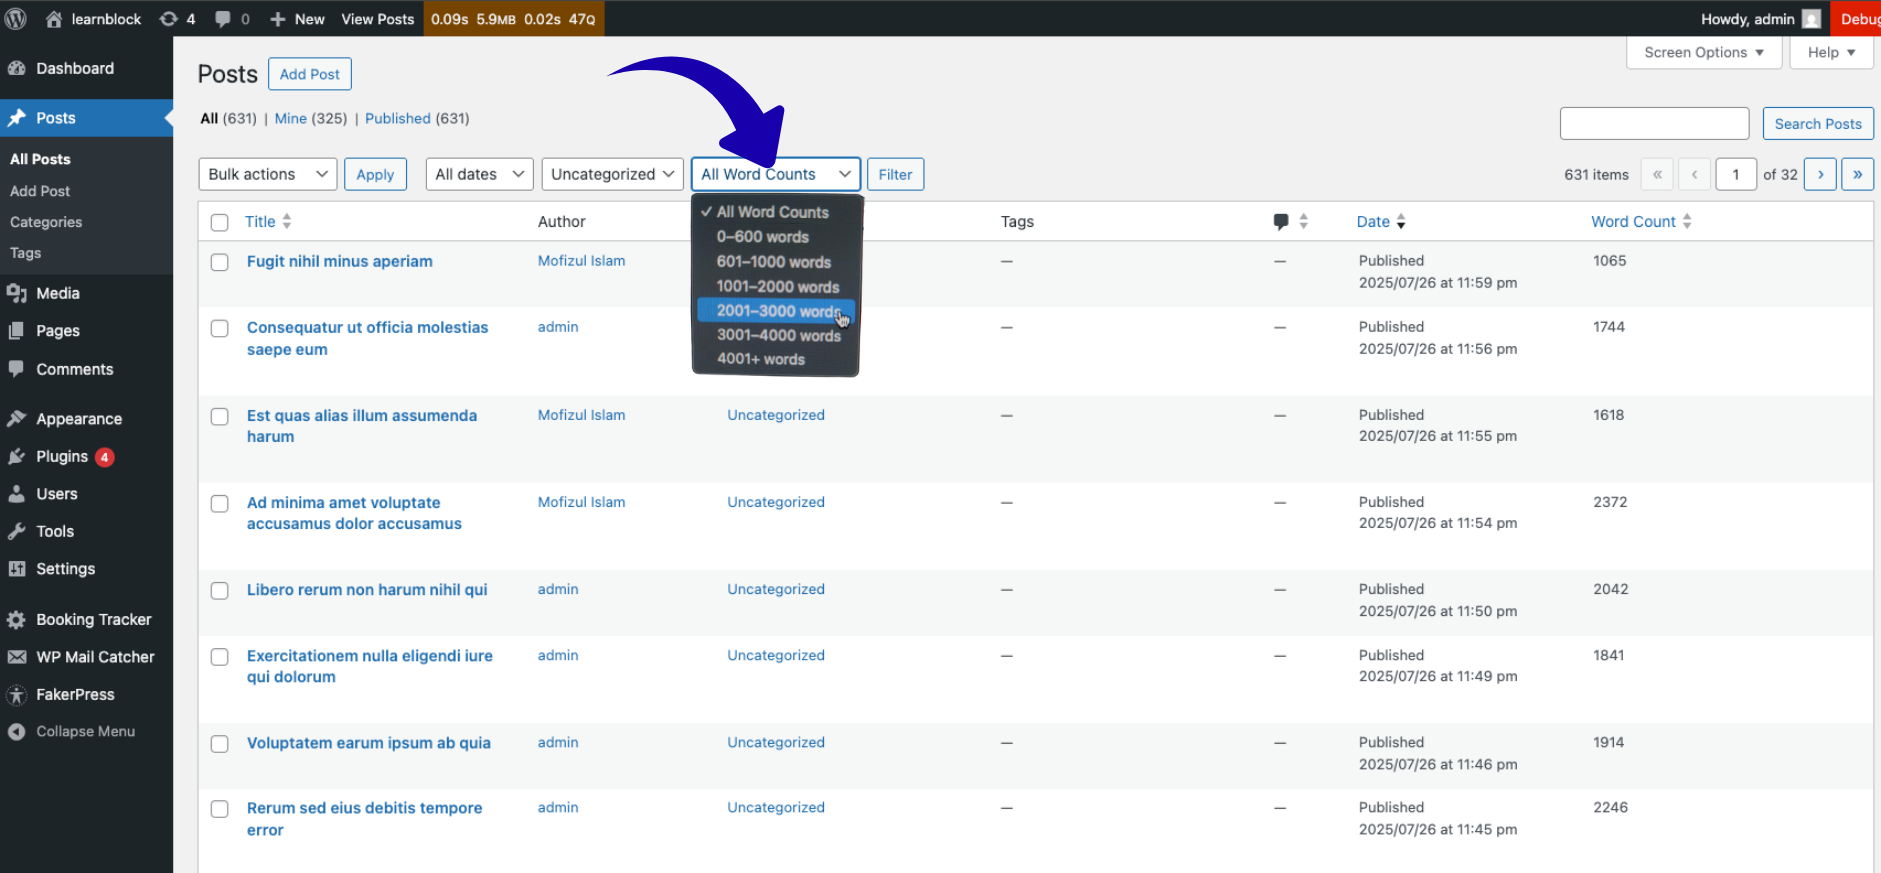 learnblock 4 0 New View Posts 0.09s 5.9MB 0.02s 47Q Howdy, admin
Dashboard
Posts
All Posts
Add Post
Categories
Tags
Media
Pages
Comments
Appearance
Plugins 4
Users
Tools
Settings
Booking Tracker
WP Mail Catcher
FakerPress
Collapse Menu
Screen Options Help
Posts Add Post
All (631) | Mine (325) | Published (631)
Search Posts
Bulk actions Apply All dates Uncategorized All Word Counts Filter 631 items « ‹ 1 of 32 › »
✓ All Word Counts
0–600 words
601–1000 words
1001–2000 words
2001–3000 words
3001–4000 words
4001+ words
Title Author Tags Date Word Count
Fugit nihil minus aperiam Mofizul Islam — — Published 1065
2025/07/26 at 11:59 pm
Consequatur ut officia molestias admin — — Published 1744
saepe eum 2025/07/26 at 11:56 pm
Est quas alias illum assumenda Mofizul Islam Uncategorized — — Published 1618
harum 2025/07/26 at 11:55 pm
Ad minima amet voluptate Mofizul Islam Uncategorized — — Published 2372
accusamus dolor accusamus 2025/07/26 at 11:54 pm
Libero rerum non harum nihil qui admin Uncategorized — — Published 2042
2025/07/26 at 11:50 pm
Exercitationem nulla eligendi iure admin Uncategorized — — Published 1841
qui dolorum 2025/07/26 at 11:49 pm
Voluptatem earum ipsum ab quia admin Uncategorized — — Published 1914
2025/07/26 at 11:46 pm
Rerum sed eius debitis tempore admin Uncategorized — — Published 2246
error 2025/07/26 at 11:45 pm